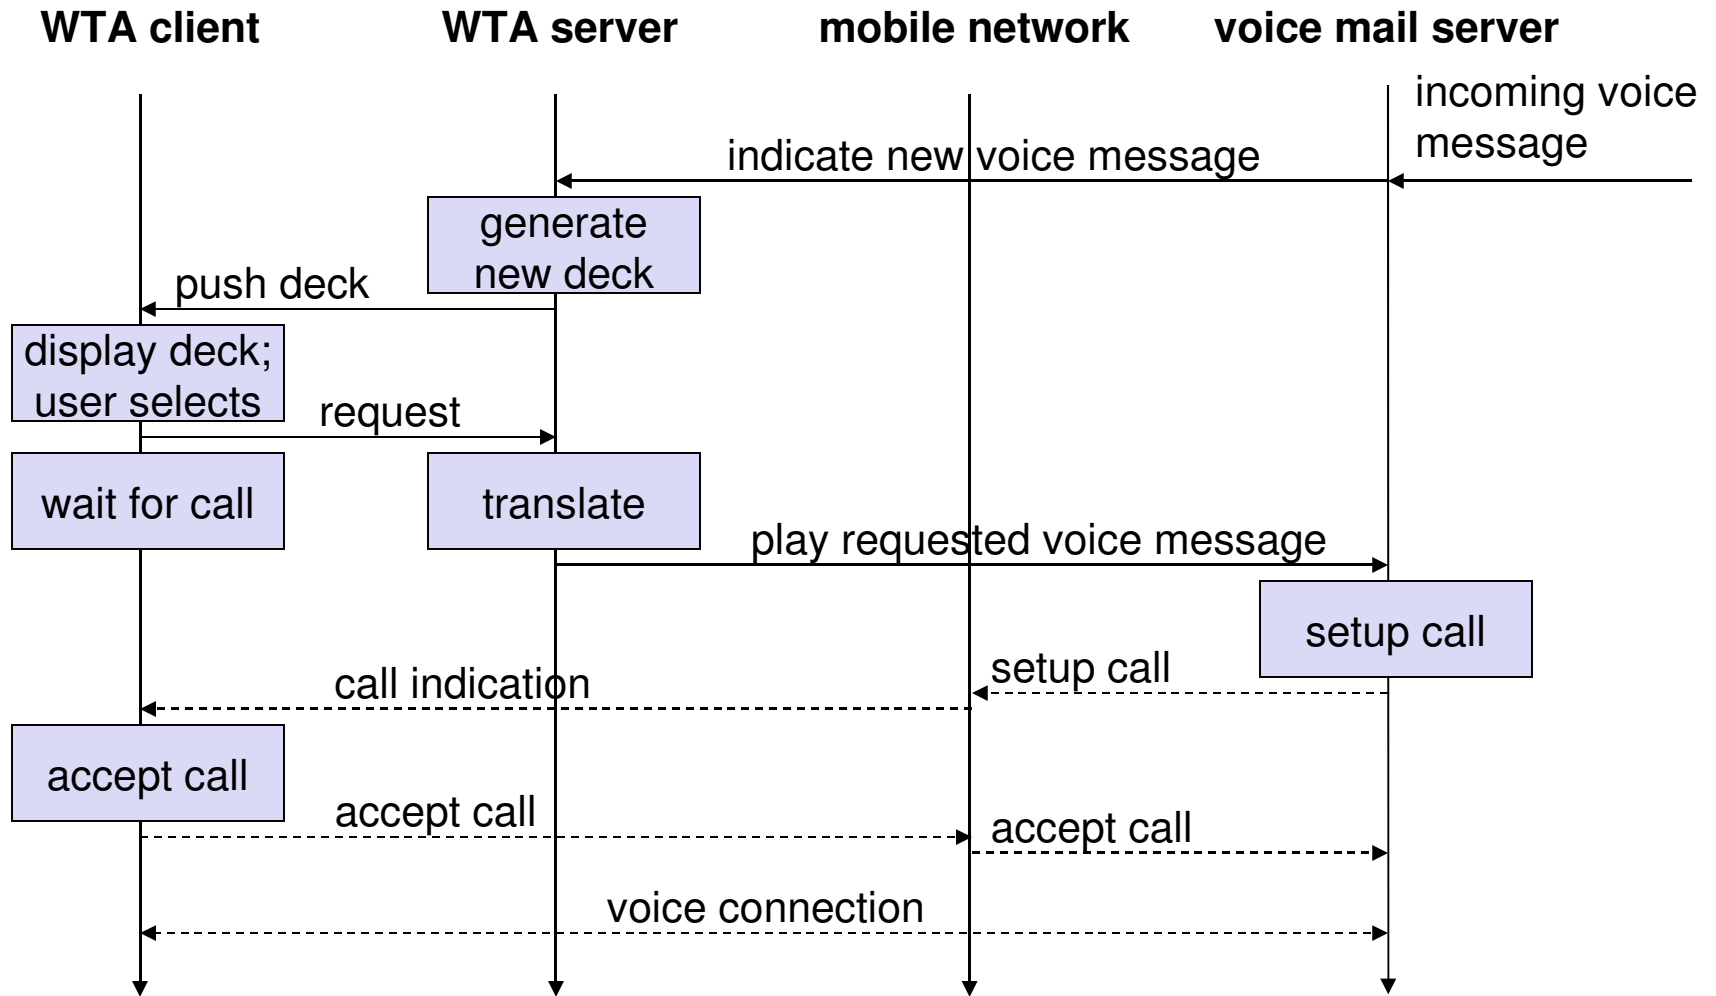 WTA client
WTA server
mobile network
voice mail server
incoming voice
message
indicate new voice message
generate
new deck
push deck
display deck;
user selects
request
wait for call
translate
play requested voice message
setup call
setup call
call indication
accept call
accept call
accept call
voice connection